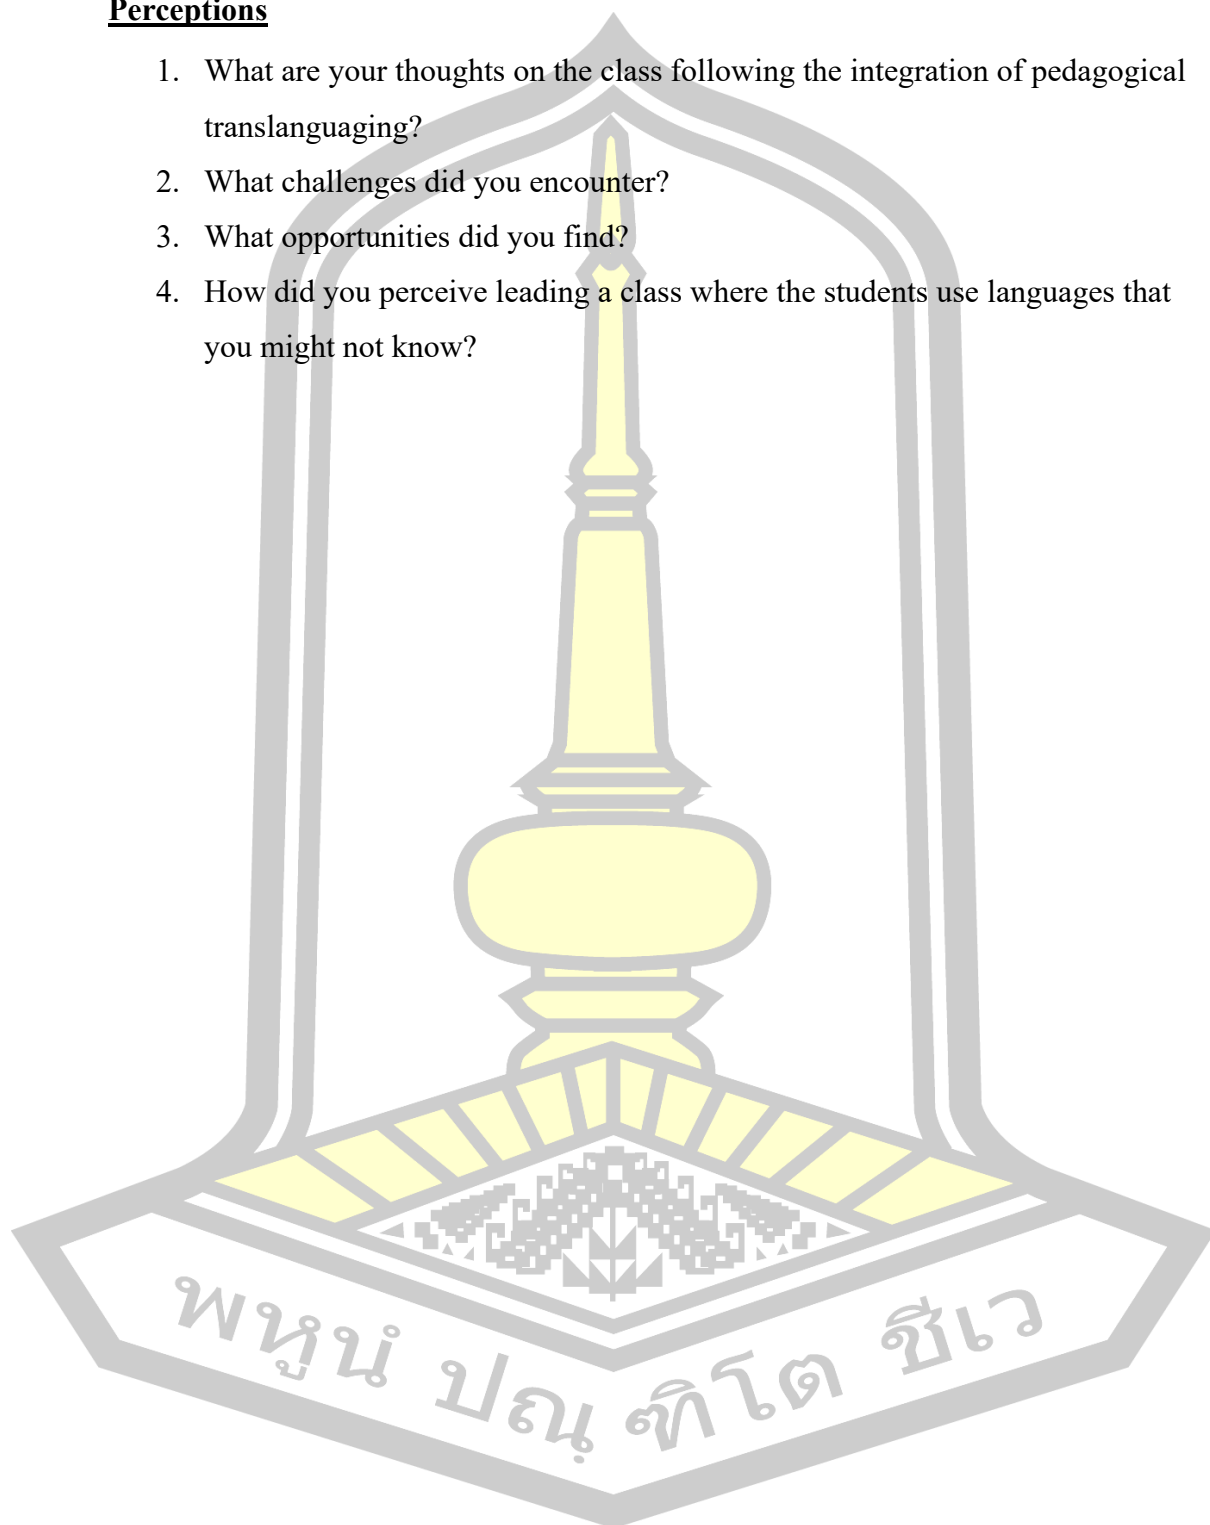 Perceptions
1. What are your thoughts on the class following the integration of pedagogical
translanguaging?
2. What challenges did you encounter?
3. What opportunities did you find?
4. How did you perceive leading a class where the students use languages that
you might not know?
พหูนํ ปณฺฑิโต ชีเว